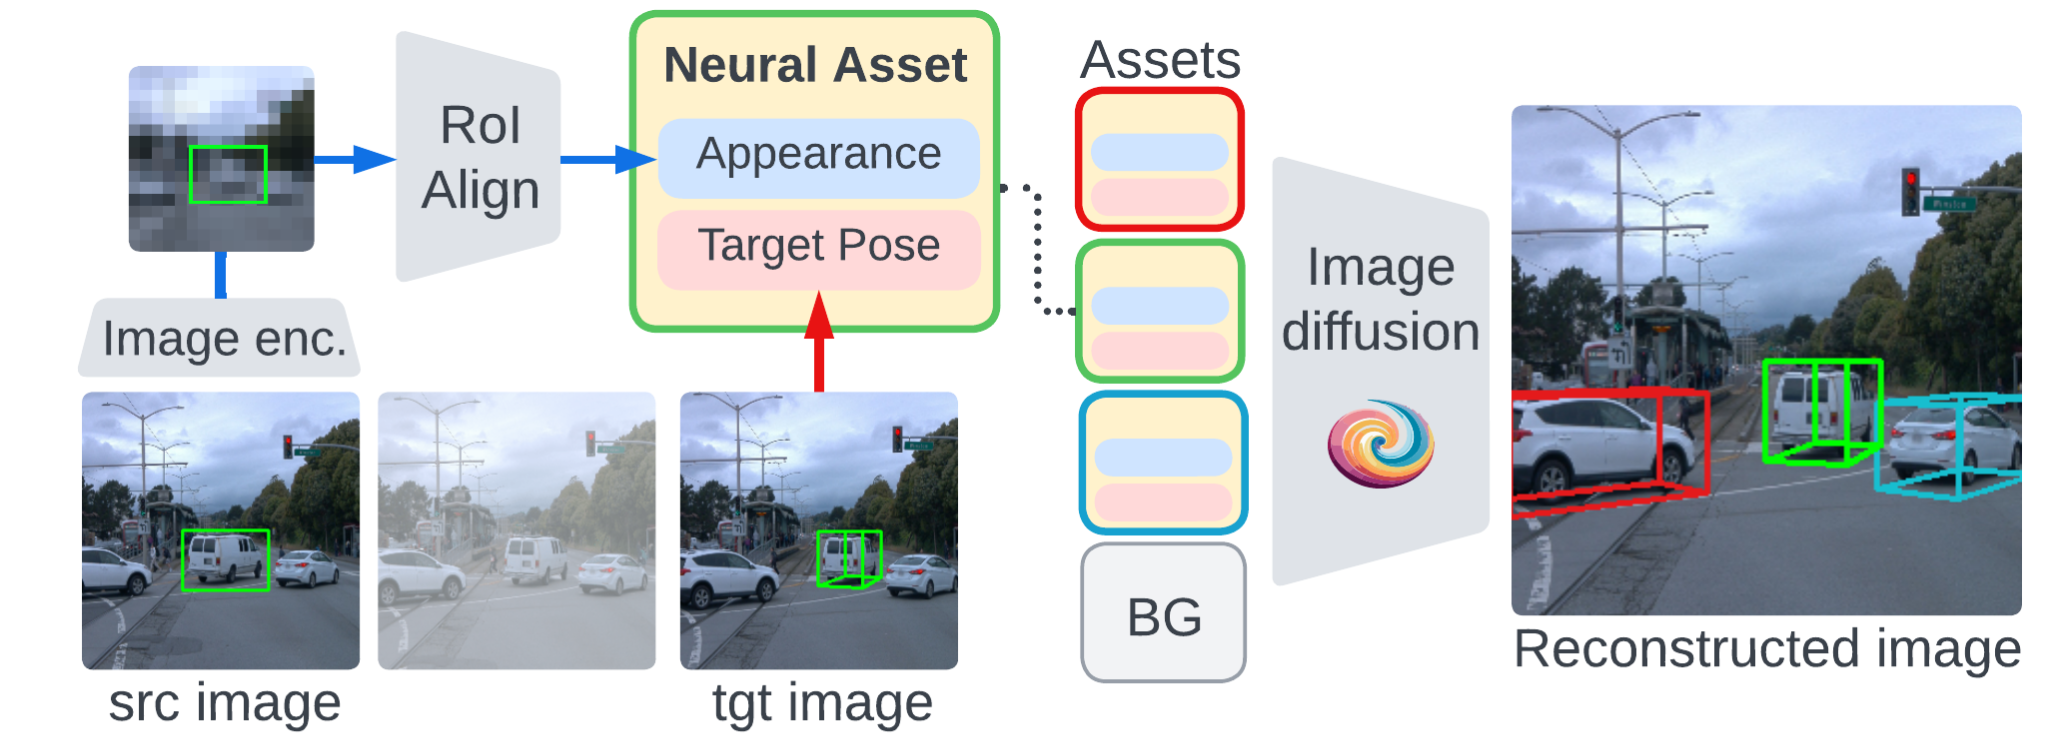 Neural Asset
Appearance
Target Pose
RoI
Align
Image enc.
src image
tgt image
Assets
BG
Image
diffusion
Reconstructed image